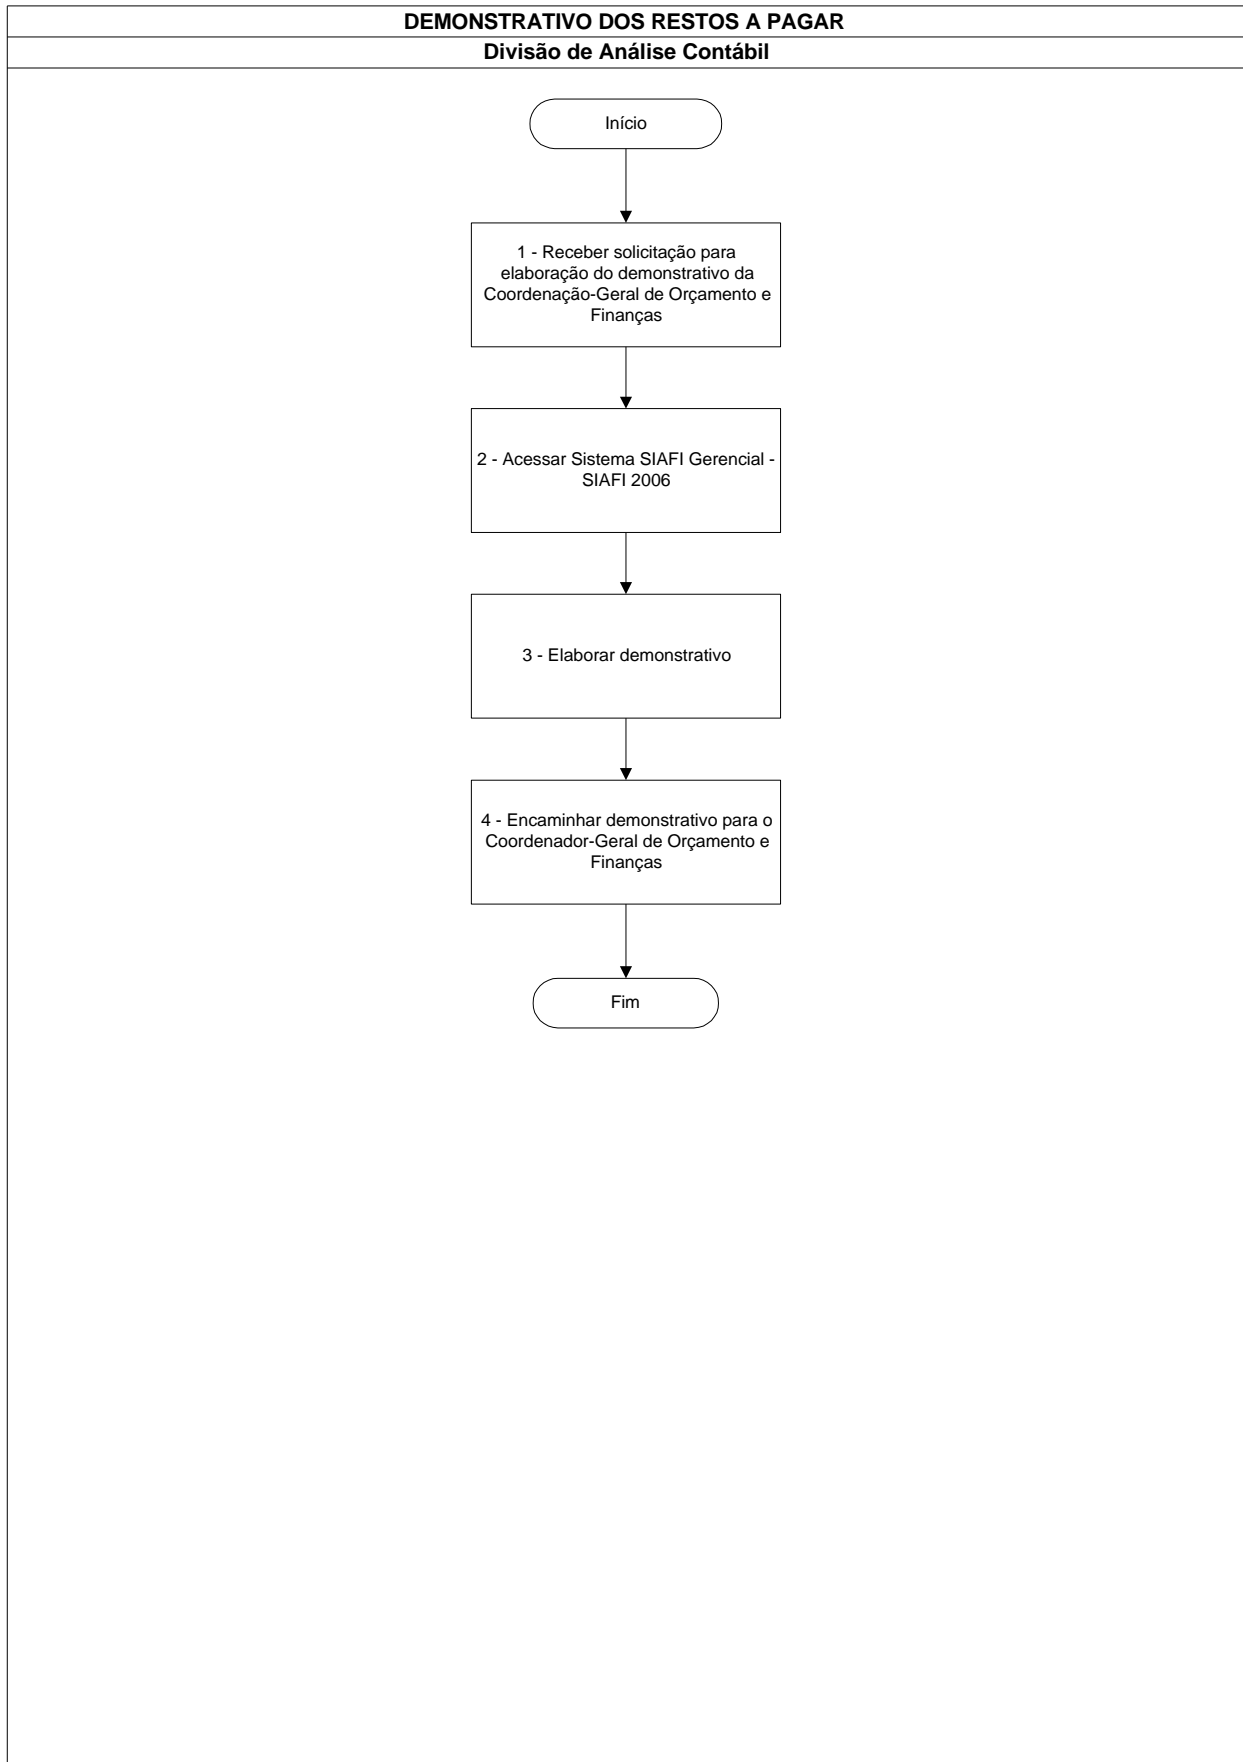 DEMONSTRATIVO DOS RESTOS A PAGAR
Divisão de Análise Contábil
Início
1 - Receber solicitação para
elaboração do demonstrativo da
Coordenação-Geral de Orçamento e
Finanças
2 - Acessar Sistema SIAFI Gerencial -
SIAFI 2006
3 - Elaborar demonstrativo
4 - Encaminhar demonstrativo para o
Coordenador-Geral de Orçamento e
Finanças
Fim